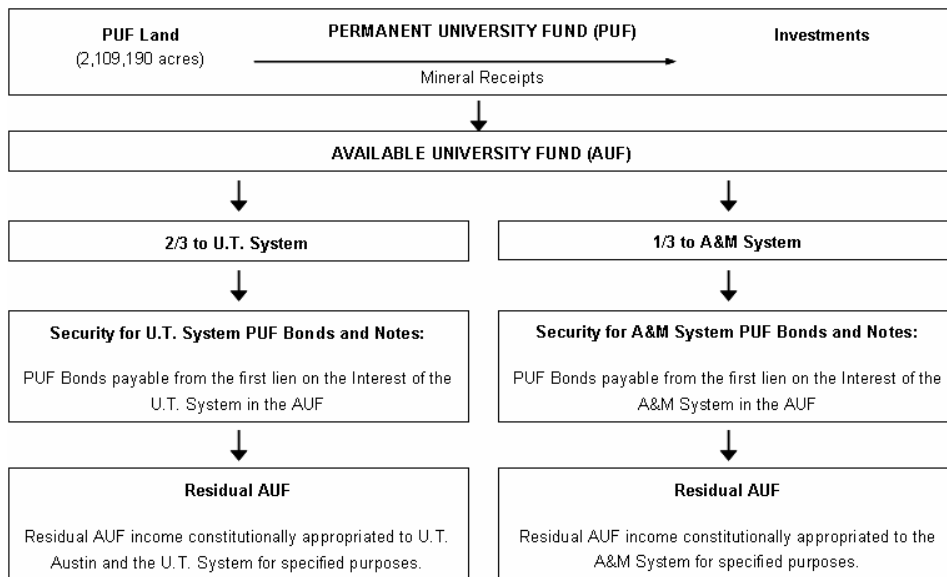 PUF Land
(2,109,190 acres)
PERMANENT UNIVERSITY FUND (PUF)
Mineral Receipts
Investments
AVAILABLE UNIVERSITY FUND (AUF)
2/3 to U.T. System
1/3 to A&M System
Security for U.T. System PUF Bonds and Notes:
PUF Bonds payable from the first lien on the Interest of the
U.T. System in the AUF
Security for A&M System PUF Bonds and Notes:
PUF Bonds payable from the first lien on the Interest of the
A&M System in the AUF
Residual AUF
Residual AUF income constitutionally appropriated to U.T.
Austin and the U.T. System for specified purposes.
Residual AUF
Residual AUF income constitutionally appropriated to the
A&M System for specified purposes.